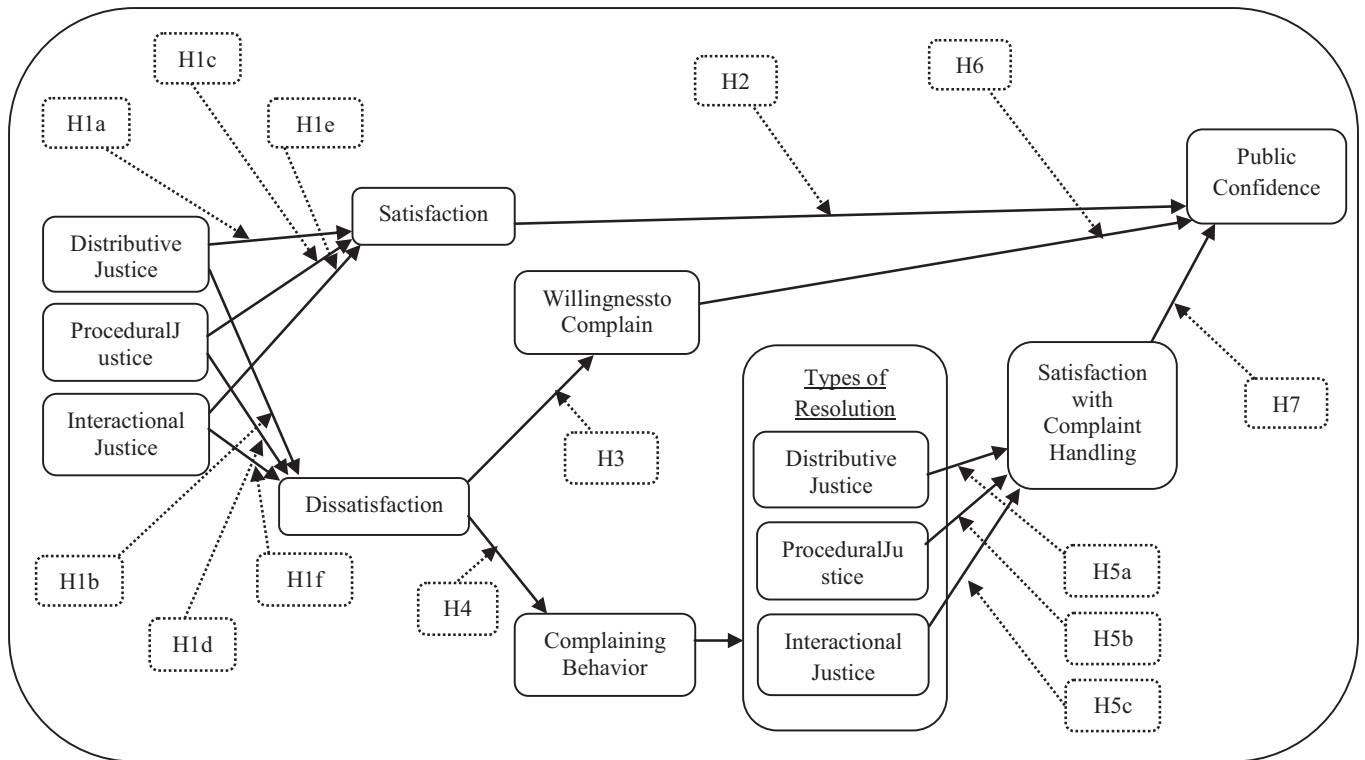 H1c
H2
H6
H1a
H1e
Public
Confidence
Satisfaction
Distributive
Justice
Willingnessto
Complain
ProceduralJ
ustice
Types of
Resolution
Satisfaction
with
Complaint
Handling
H7
Interactional
Justice
H3
Distributive
Justice
Dissatisfaction
ProceduralJu
stice
H1b
H1f
H4
H5a
H1d
Complaining
Behavior
Interactional
Justice
H5b
H5c